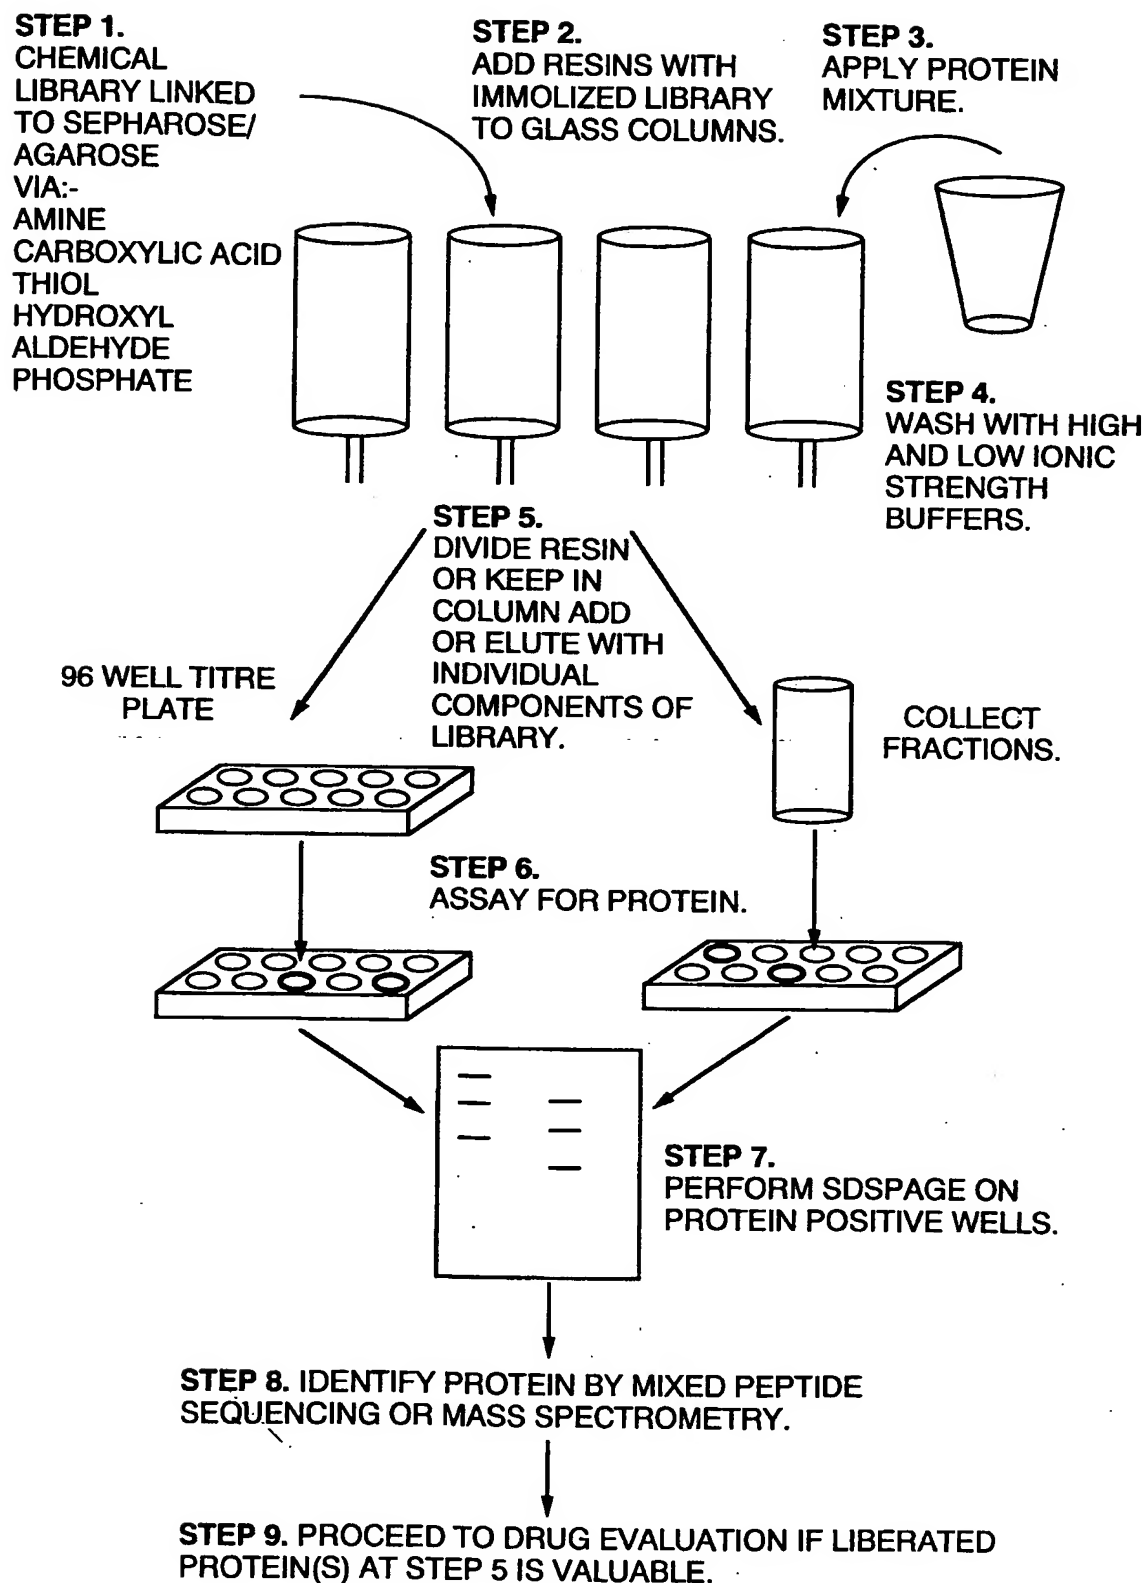 STEP 1.
CHEMICAL
LIBRARY LINKED
TO SEPHAROSE/
AGAROSE
VIA:-
AMINE
CARBOXYLIC ACID
THIOL
HYDROXYL
ALDEHYDE
PHOSPHATE
STEP 2.
ADD RESINS WITH
IMMOLIZED LIBRARY
TO GLASS COLUMNS.
STEP 3.
APPLY PROTEIN
MIXTURE.
STEP 4.
WASH WITH HIGH
AND LOW IONIC
STRENGTH
BUFFERS.
STEP 5.
DIVIDE RESIN
OR KEEP IN
COLUMN ADD
OR ELUTE WITH
INDIVIDUAL
COMPONENTS OF
LIBRARY.
96 WELL TITRE
PLATE
COLLECT
FRACTIONS.
STEP 6.
ASSAY FOR PROTEIN.
STEP 7.
PERFORM SDSPAGE ON
PROTEIN POSITIVE WELLS.
STEP 8. IDENTIFY PROTEIN BY MIXED PEPTIDE
SEQUENCING OR MASS SPECTROMETRY.
STEP 9. PROCEED TO DRUG EVALUATION IF LIBERATED
PROTEIN(S) AT STEP 5 IS VALUABLE.